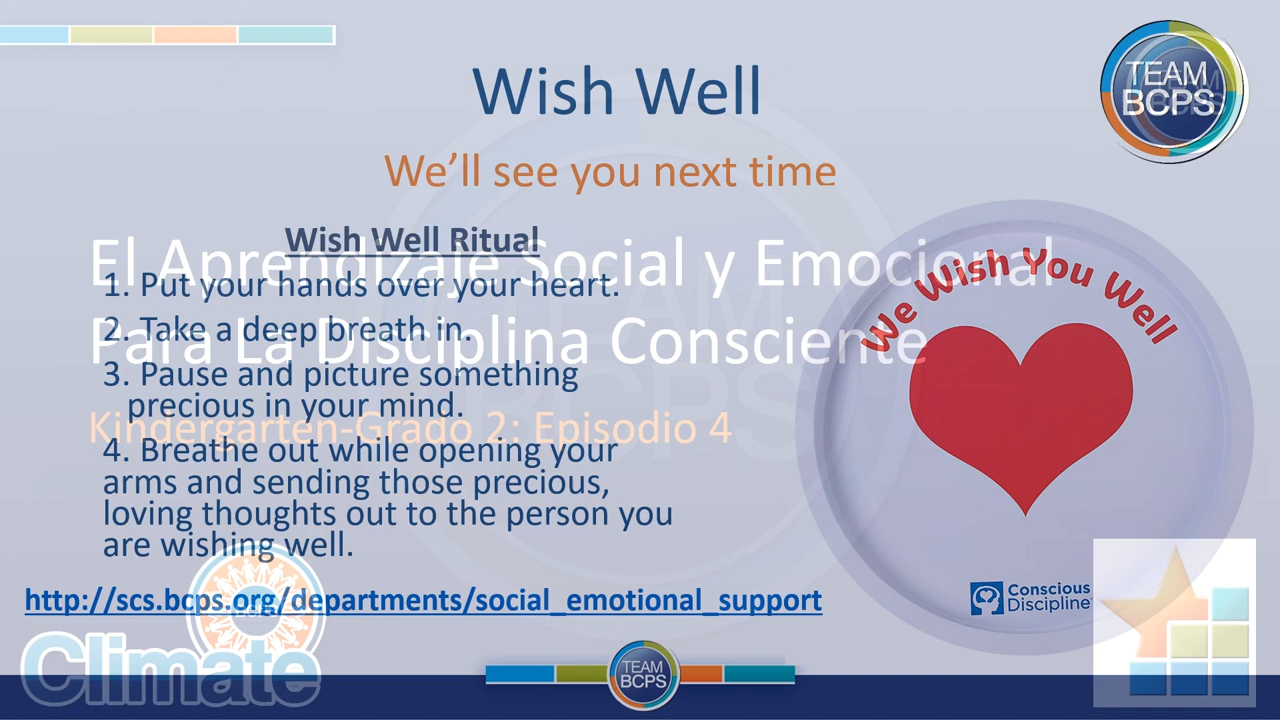 TEAM
BCPS
Wish Well
We’ll see you next time
Wish Well Ritual
El Aprendizaje Social y Emocional
Para La Disciplina Consciente
Kindergarten-Grado 2: Episodio 4
1. Put your hands over your heart.
2. Take a deep breath in.
3. Pause and picture something
precious in your mind.
4. Breathe out while opening your
arms and sending those precious,
loving thoughts out to the person you
are wishing well.
http://scs.bcps.org/departments/social_emotional_support
We Wish You Well
Conscious
Discipline
BCPS
Climate
TEAM
BCPS
TEAM
BCPS